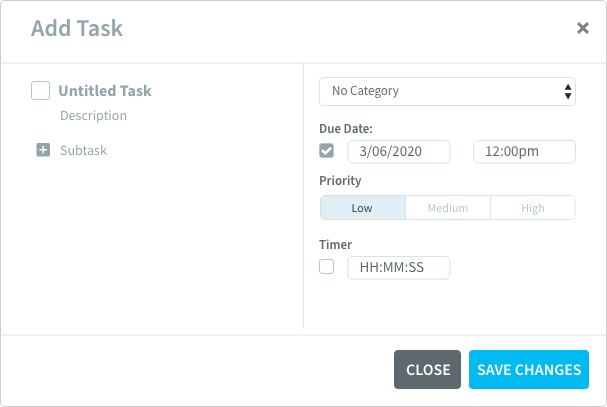 Add Task
Untitled Task
Description
Subtask
No Category
Due Date:
3/06/2020 12:00pm
Priority
Low Medium High
Timer
HH:MM:SS
CLOSE SAVE CHANGES